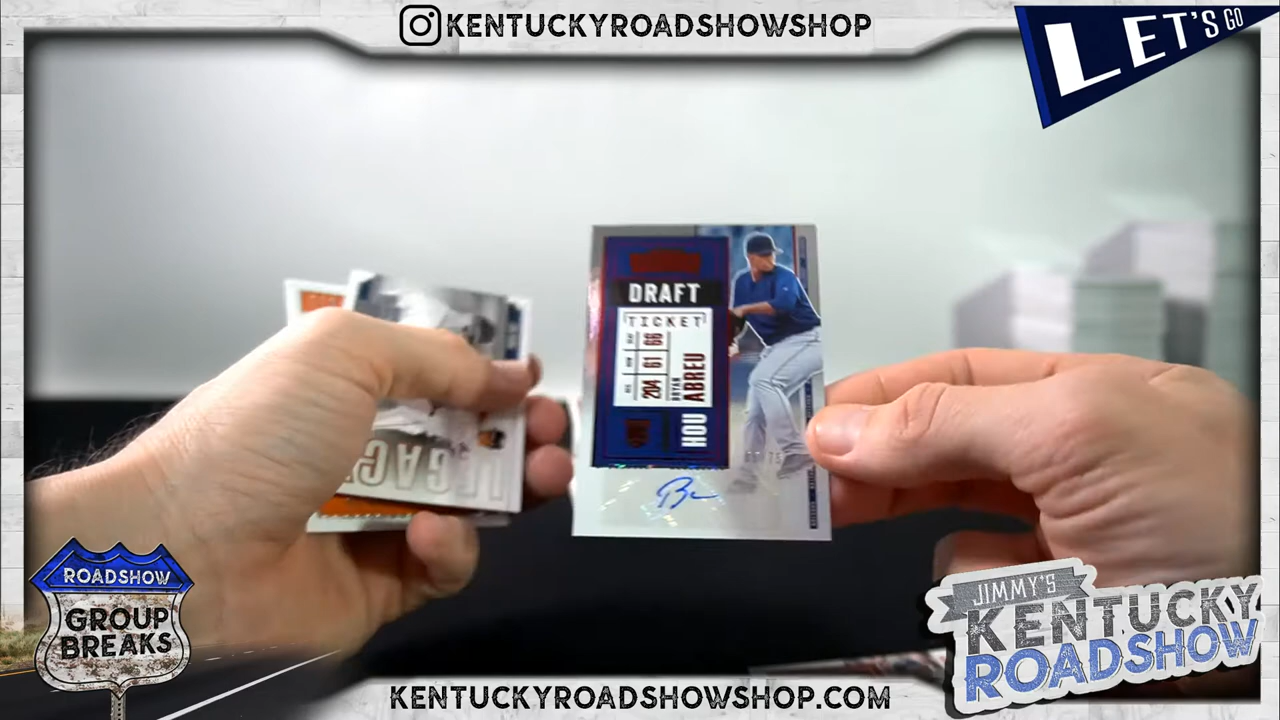 KENTUCKYROADSHOWSHOP
LET'S GO
DRAFT
TICKET
204 61 66
BRYAN
ABREU
HOU
LEGAC
ROADSHOW
GROUP
BREAKS
JIMMY'S
KENTUCKY
ROADSHOW
KENTUCKYROADSHOWSHOP.COM